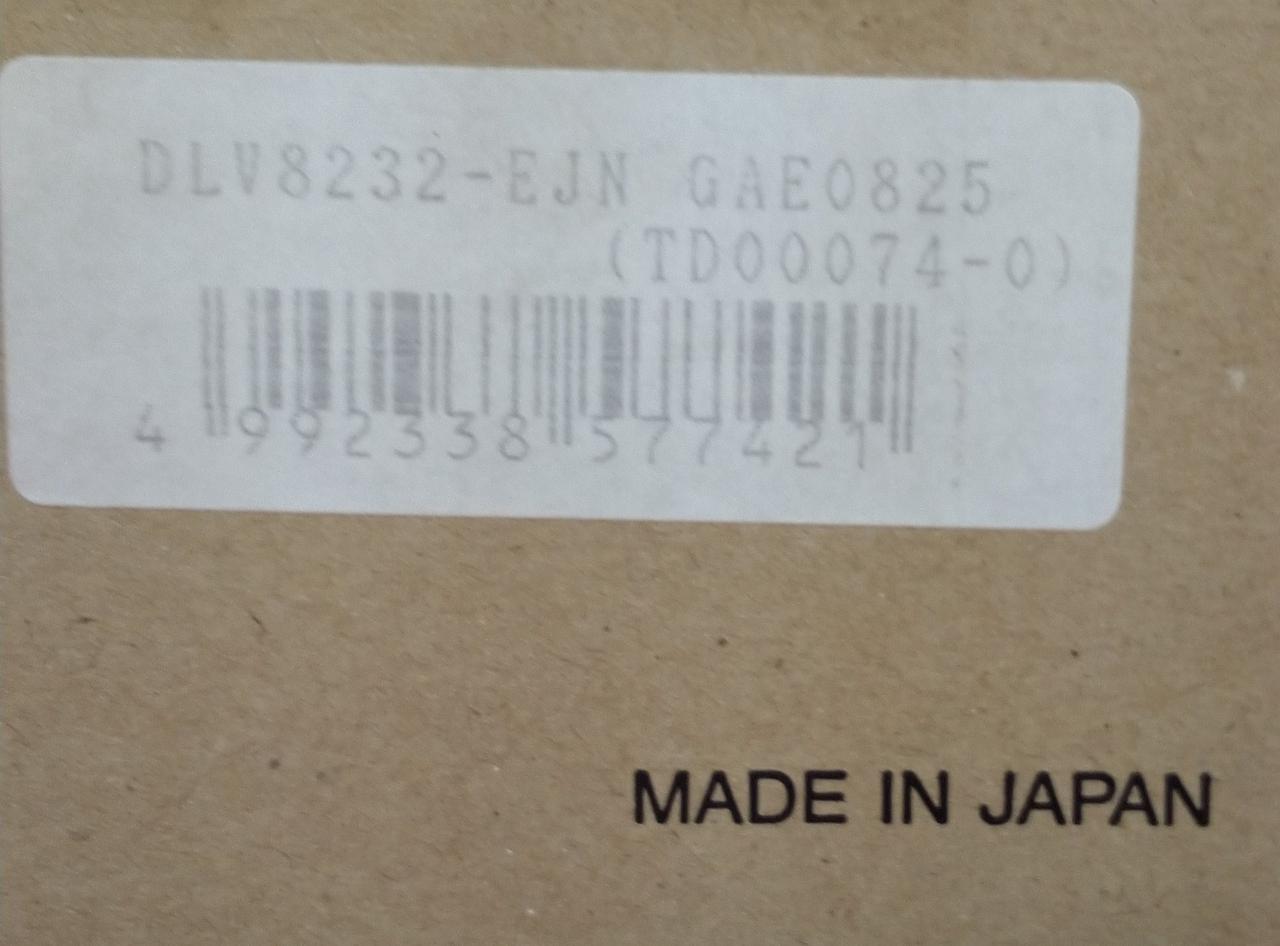 DLV8232-EJN GAE0825
(TD00074-0)
4 992338 577421
MADE IN JAPAN